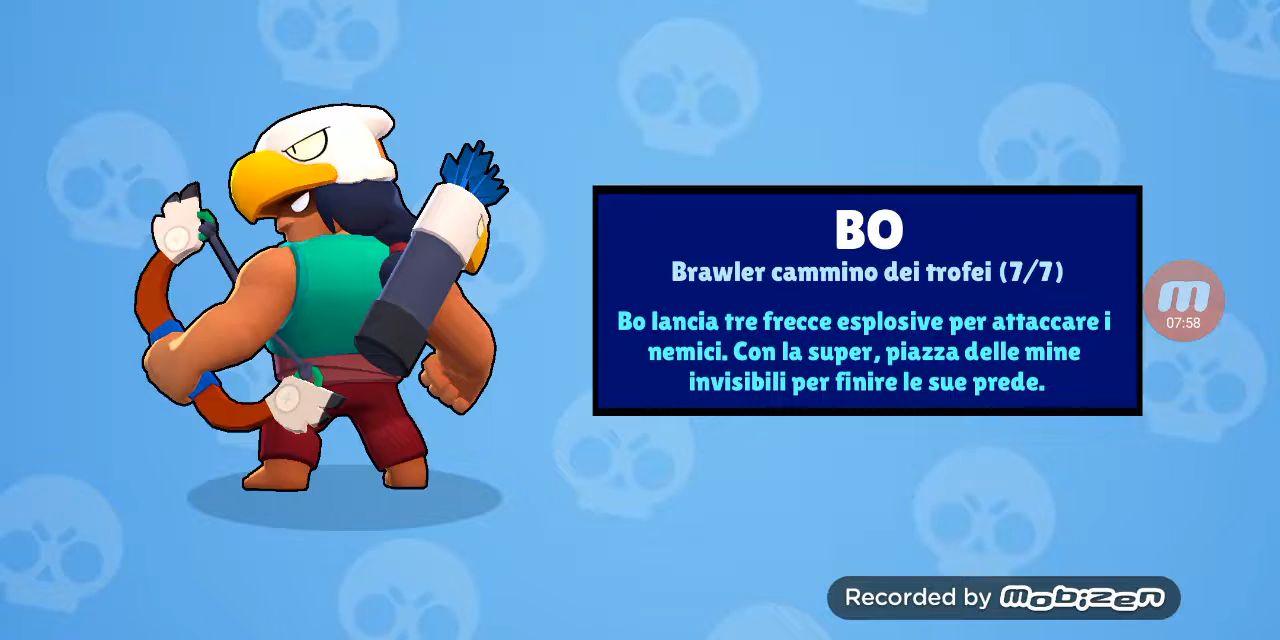 BO
Brawler cammino dei trofei (7/7)
Bo lancia tre frecce esplosive per attaccare i
nemici. Con la super, piazza delle mine
invisibili per finire le sue prede.
m
07:58
Recorded by mobizen